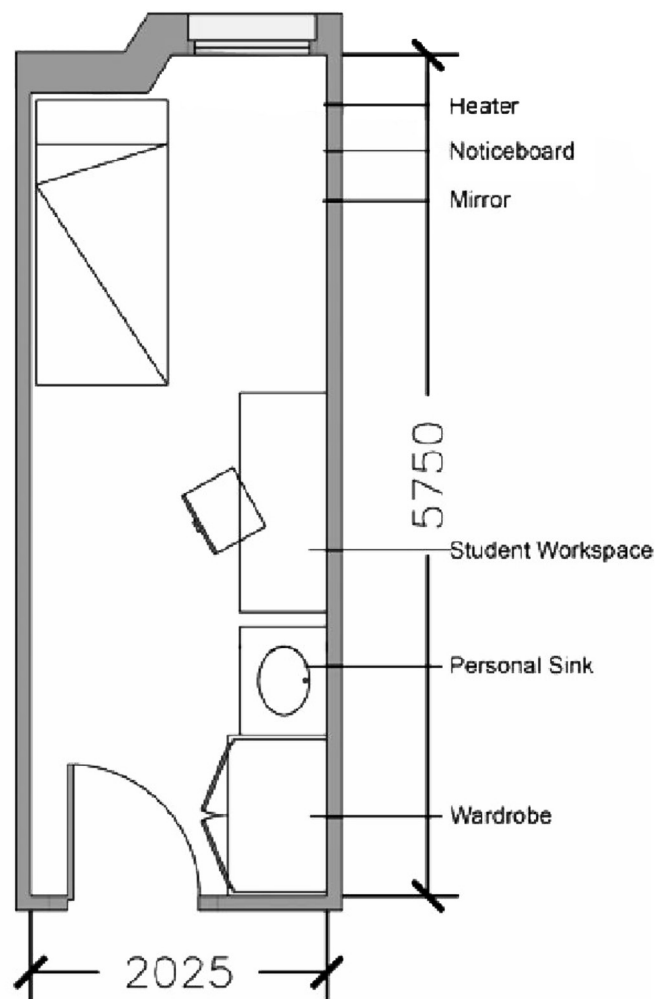 Heater
Noticeboard
Mirror
5750
Student Workspace
Personal Sink
Wardrobe
2025